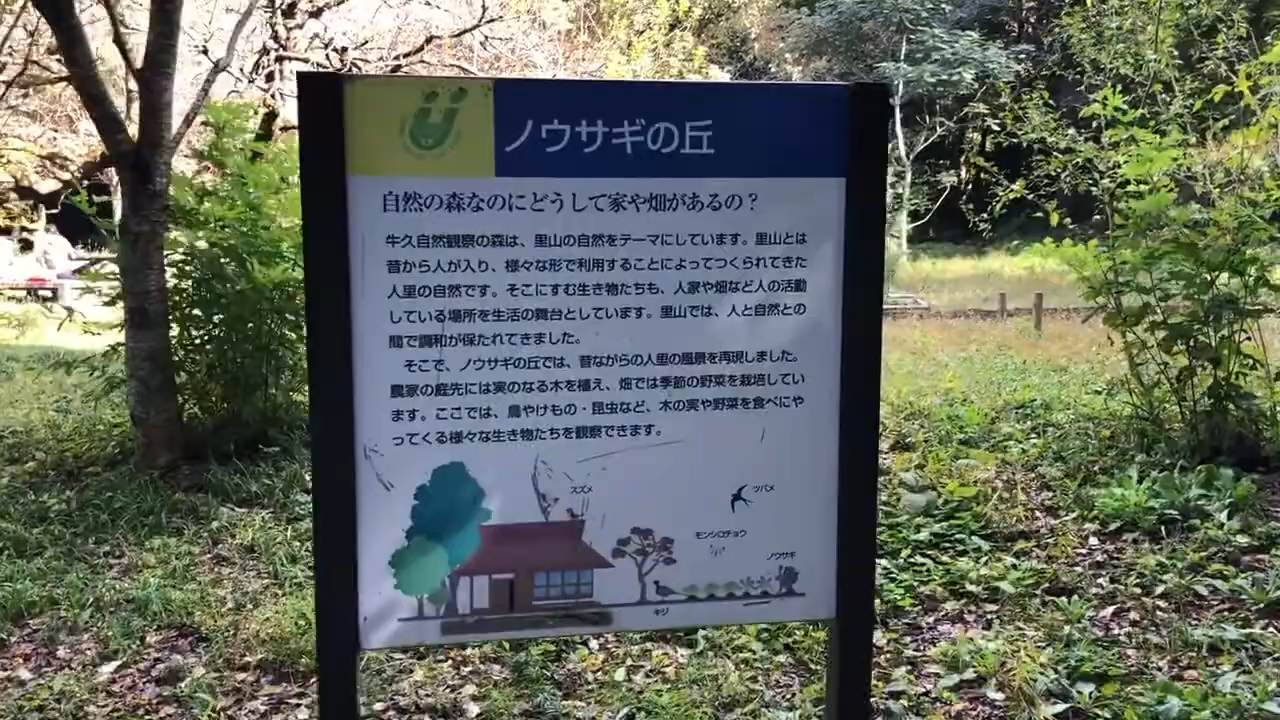 ノウサギの丘
自然の森なのにどうして家や畑があるの？
牛久自然観察の森は、里山の自然をテーマにしています。里山とは
昔から人が入り、様々な形で利用することによってつくられてきた
人里の自然です。そこにすむ生き物たちも、人家や畑など人の活動
している場所を生活の舞台としています。里山では、人と自然との
間で調和が保たれてきました。
そこで、ノウサギの丘では、昔ながらの人里の風景を再現しました。
農家の庭先には実のなる木を植え、畑では季節の野菜を栽培してい
ます。ここでは、鳥やけもの・昆虫など、木の実や野菜を食べにや
ってくる様々な生き物たちを観察できます。
スズメ
ツバメ
モンシロチョウ
ノウサギ
キジ